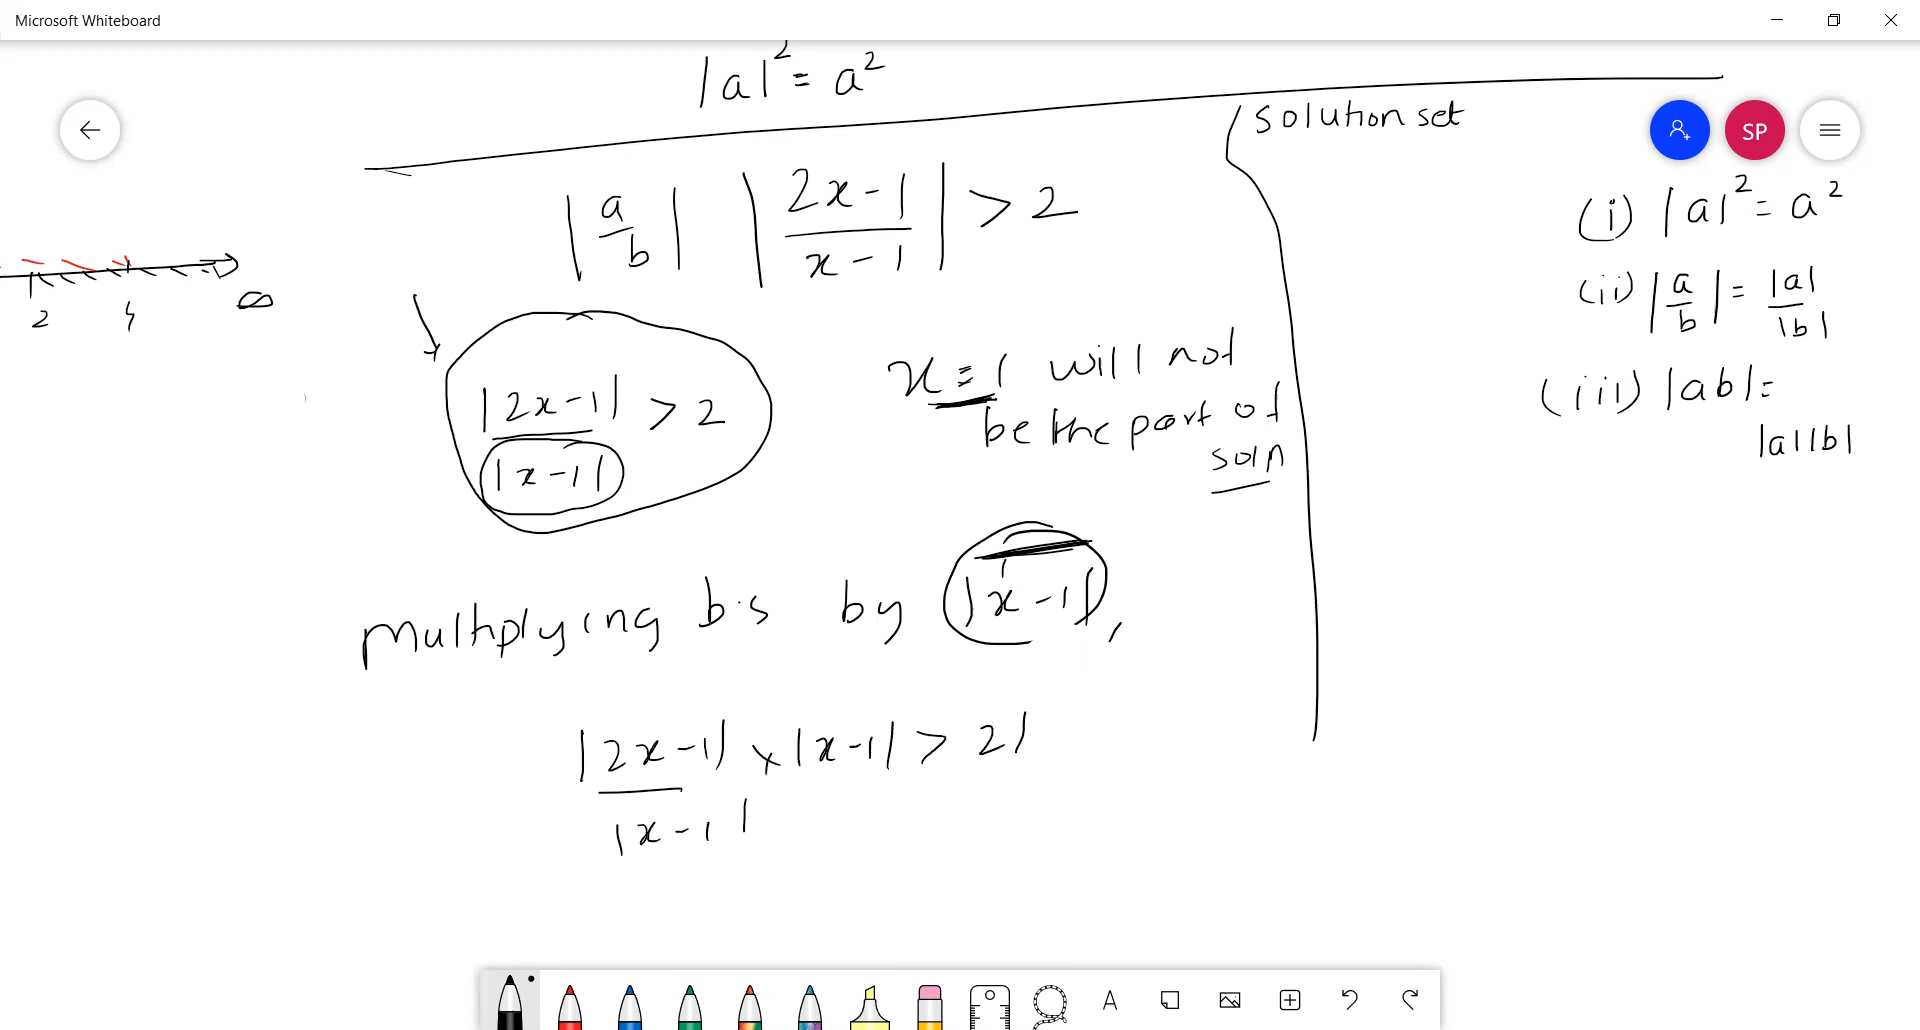 Microsoft Whiteboard
|a|² = a²
solution set
SP
|a/b| |2x-1/x-1| > 2
(i) |a|² = a²
(ii) |a/b| = |a|/|b|
(iii) |ab| =
|a||b|
2 4 ∞
|2x-1|/|x-1| > 2
x = 1 will not
be the part of
soln
Multiplying b.s by |x-1|,
|2x-1|/|x-1| × |x-1| > 2|
A